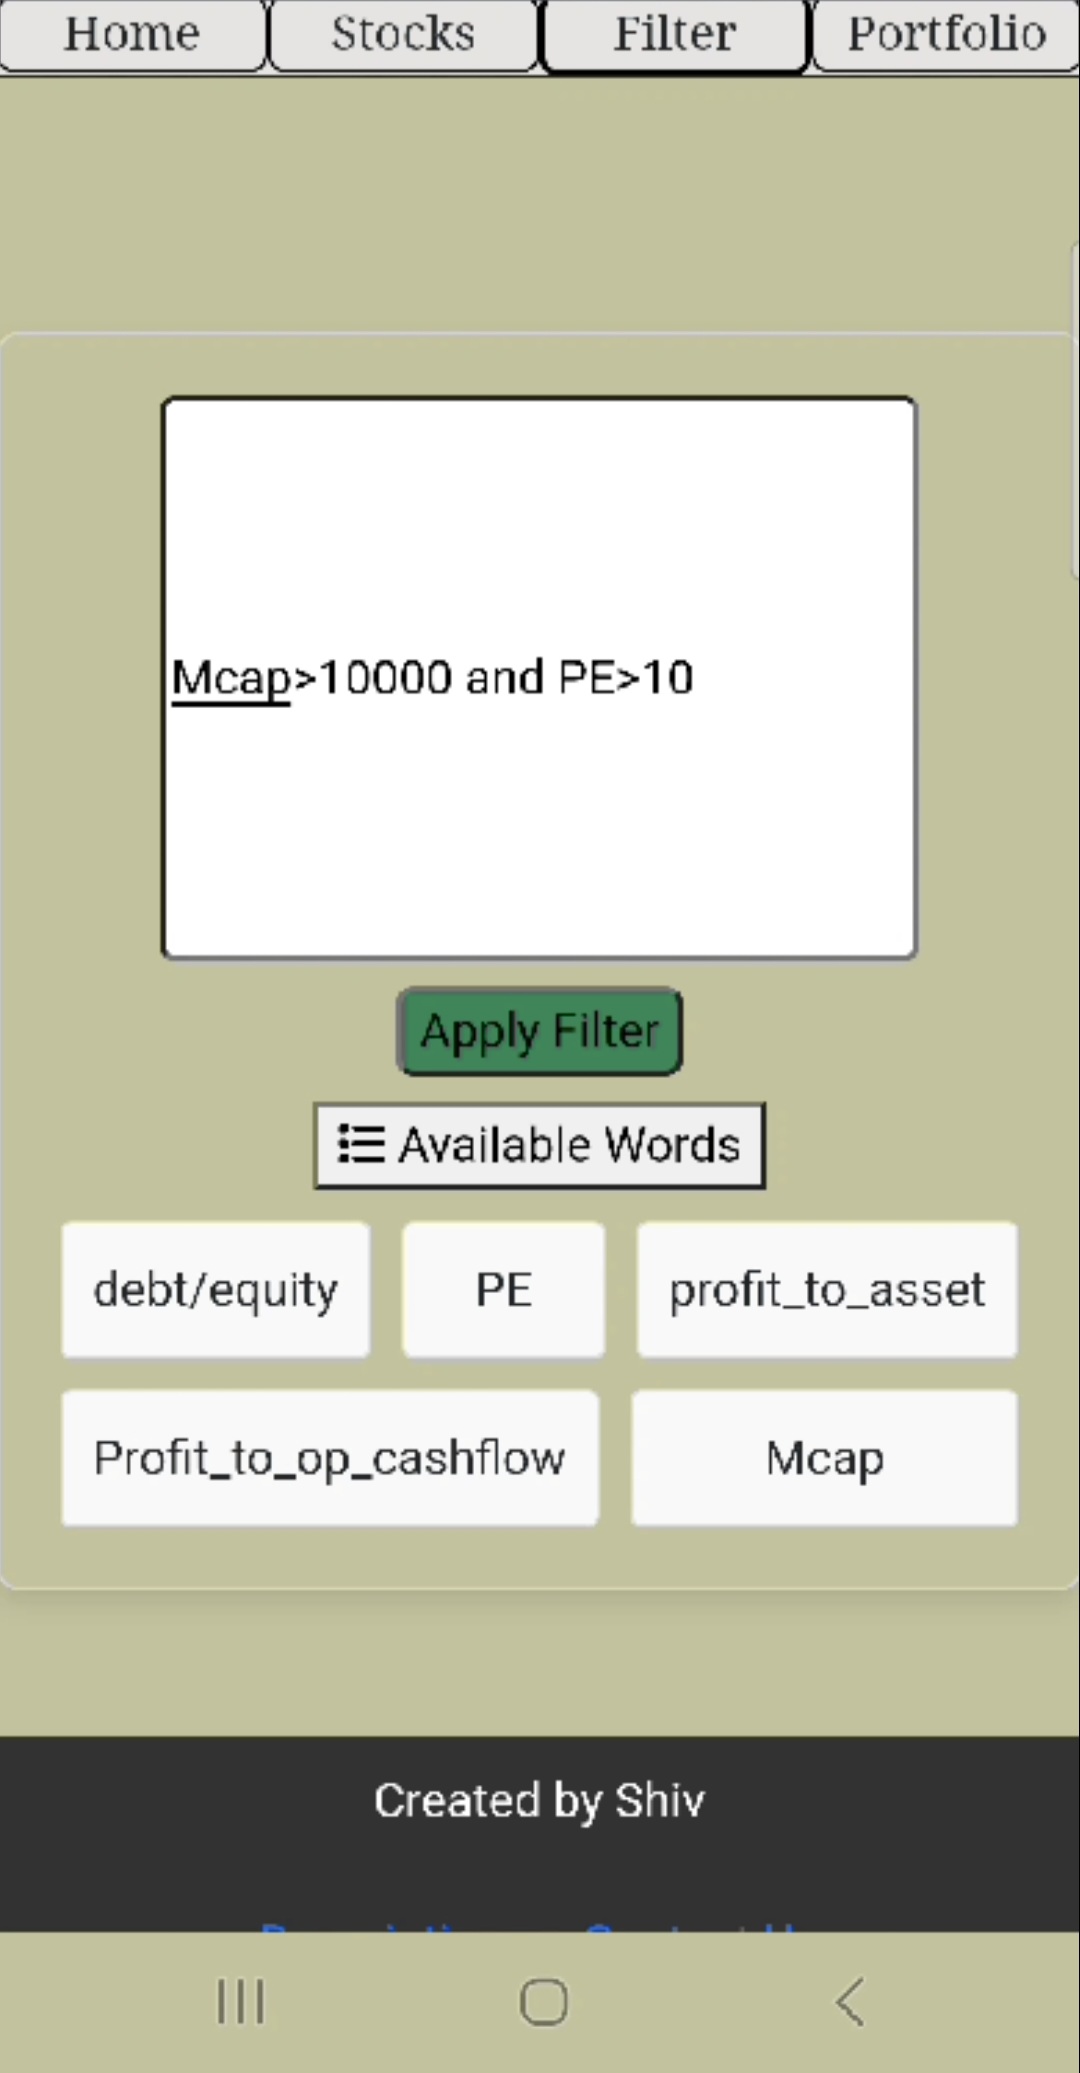 Home Stocks Filter Portfolio
Mcap>10000 and PE>10
Apply Filter
Available Words
debt/equity PE profit_to_asset
Profit_to_op_cashflow Mcap
Created by Shiv